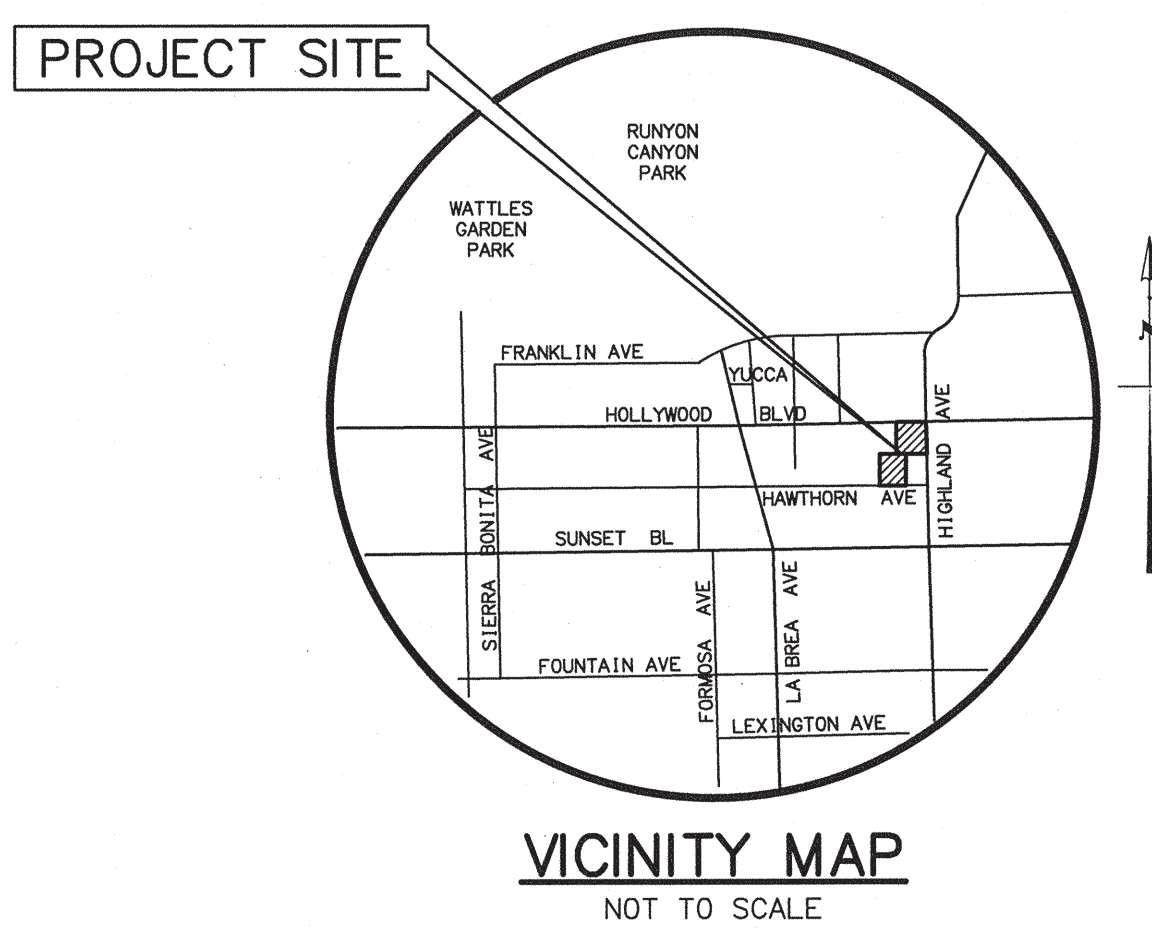 PROJECT SITE
RUNYON
CANYON
PARK
WATTLES
GARDEN
PARK
FRANKLIN AVE
YUCCA
HOLLYWOOD BLVD
HIGHLAND AVE
SIERRA BONITA AVE
HAWTHORN AVE
SUNSET BL
FORMOSA AVE
LA BREA AVE
FOUNTAIN AVE
LEXINGTON AVE
VICINITY MAP
NOT TO SCALE